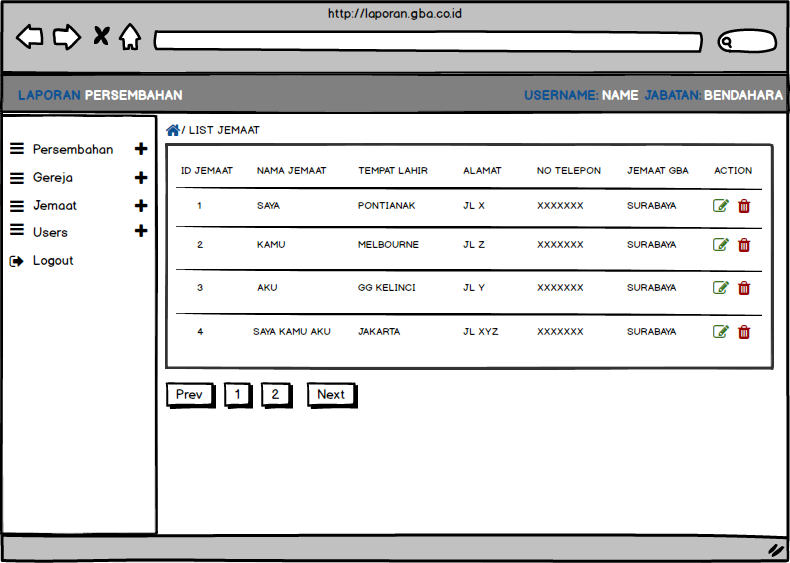 http://laporan.gba.co.id
LAPORAN PERSEMBAHAN USERNAME: NAME JABATAN: BENDAHARA
/ LIST JEMAAT
Persembahan
Gereja
Jemaat
Users
Logout
ID JEMAAT NAMA JEMAAT TEMPAT LAHIR ALAMAT NO TELEPON JEMAAT GBA ACTION
1 SAYA PONTIANAK JL X XXXXXXX SURABAYA
2 KAMU MELBOURNE JL Z XXXXXXX SURABAYA
3 AKU GG KELINCI JL Y XXXXXXX SURABAYA
4 SAYA KAMU AKU JAKARTA JL XYZ XXXXXXX SURABAYA
Prev 1 2 Next